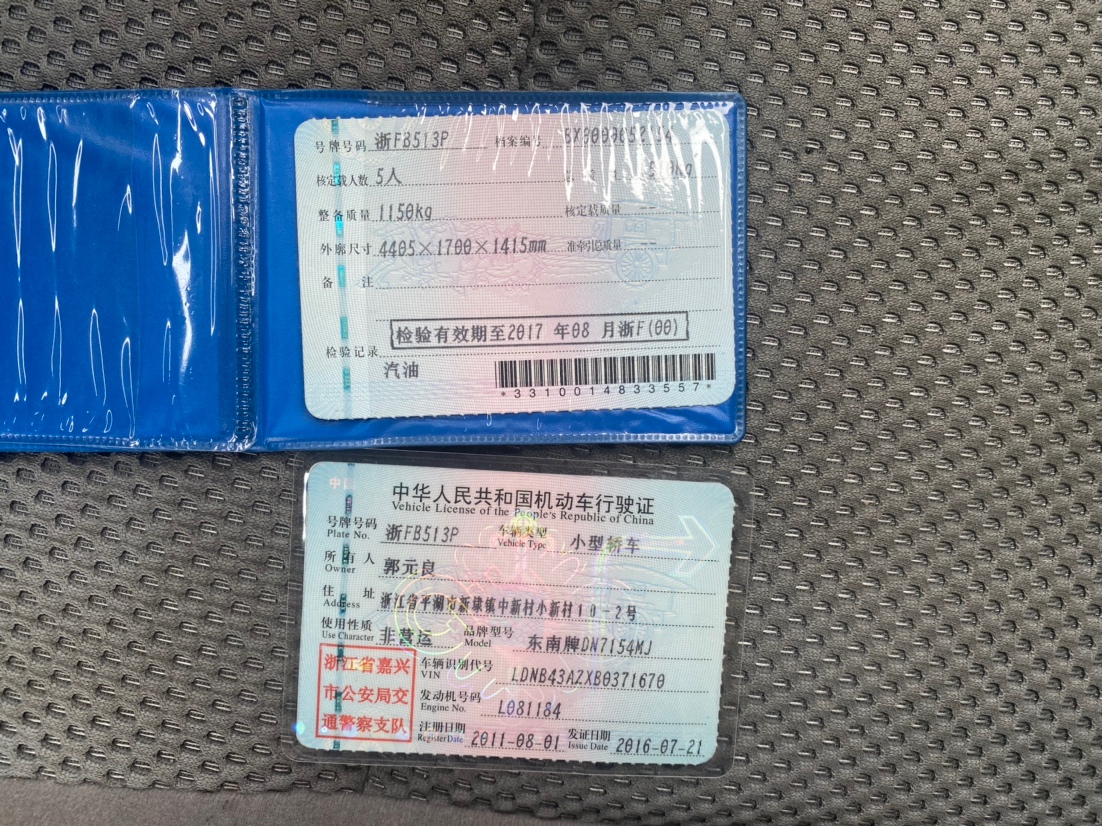 号牌号码 浙FB513P 档案编号
核定载人数 5人
整备质量 1150kg 核定载质量 --
外廓尺寸 4405×1700×1415mm 准牵引总质量 --
备 注
检验有效期至2017 年08 月浙F(00)
检验记录
汽油
*3310014833557*
中华人民共和国机动车行驶证
Vehicle License of the People's Republic of China
号牌号码 浙FB513P 车辆类型 小型轿车
Plate No. Vehicle Type
所有人 郭元良
Owner
住 址 浙江省平湖市新埭镇中新村小新村10-2号
Address
使用性质 非营运 品牌型号 东南牌DN7154MJ
Use Character Model
浙江省嘉兴
市公安局交
通警察支队
车辆识别代号 LDNB43AZXB0371670
VIN
发动机号码 L081184
Engine No.
注册日期 2011-08-01 发证日期 2016-07-21
Register Date Issue Date